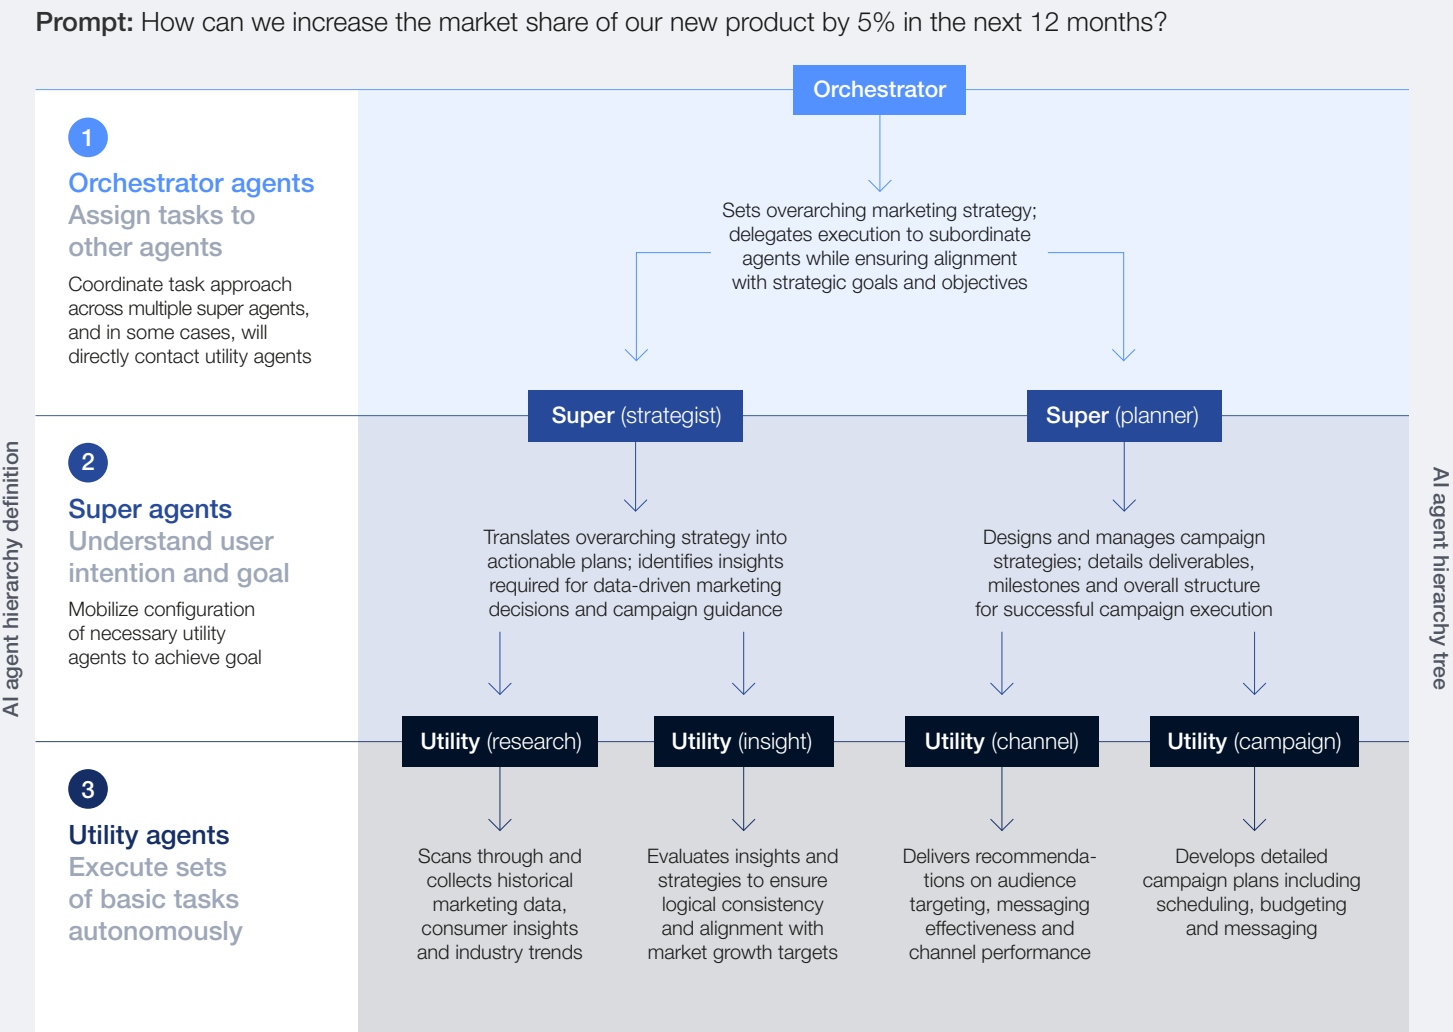 Prompt: How can we increase the market share of our new product by 5% in the next 12 months?
AI agent hierarchy definition
1
Orchestrator agents
Assign tasks to
other agents
Coordinate task approach
across multiple super agents,
and in some cases, will
directly contact utility agents
2
Super agents
Understand user
intention and goal
Mobilize configuration
of necessary utility
agents to achieve goal
3
Utility agents
Execute sets
of basic tasks
autonomously
Orchestrator
Sets overarching marketing strategy;
delegates execution to subordinate
agents while ensuring alignment
with strategic goals and objectives
Super (strategist)
Translates overarching strategy into
actionable plans; identifies insights
required for data-driven marketing
decisions and campaign guidance
Super (planner)
Designs and manages campaign
strategies; details deliverables,
milestones and overall structure
for successful campaign execution
Utility (research)
Scans through and
collects historical
marketing data,
consumer insights
and industry trends
Utility (insight)
Evaluates insights and
strategies to ensure
logical consistency
and alignment with
market growth targets
Utility (channel)
Delivers recommenda-
tions on audience
targeting, messaging
effectiveness and
channel performance
Utility (campaign)
Develops detailed
campaign plans including
scheduling, budgeting
and messaging
AI agent hierarchy tree